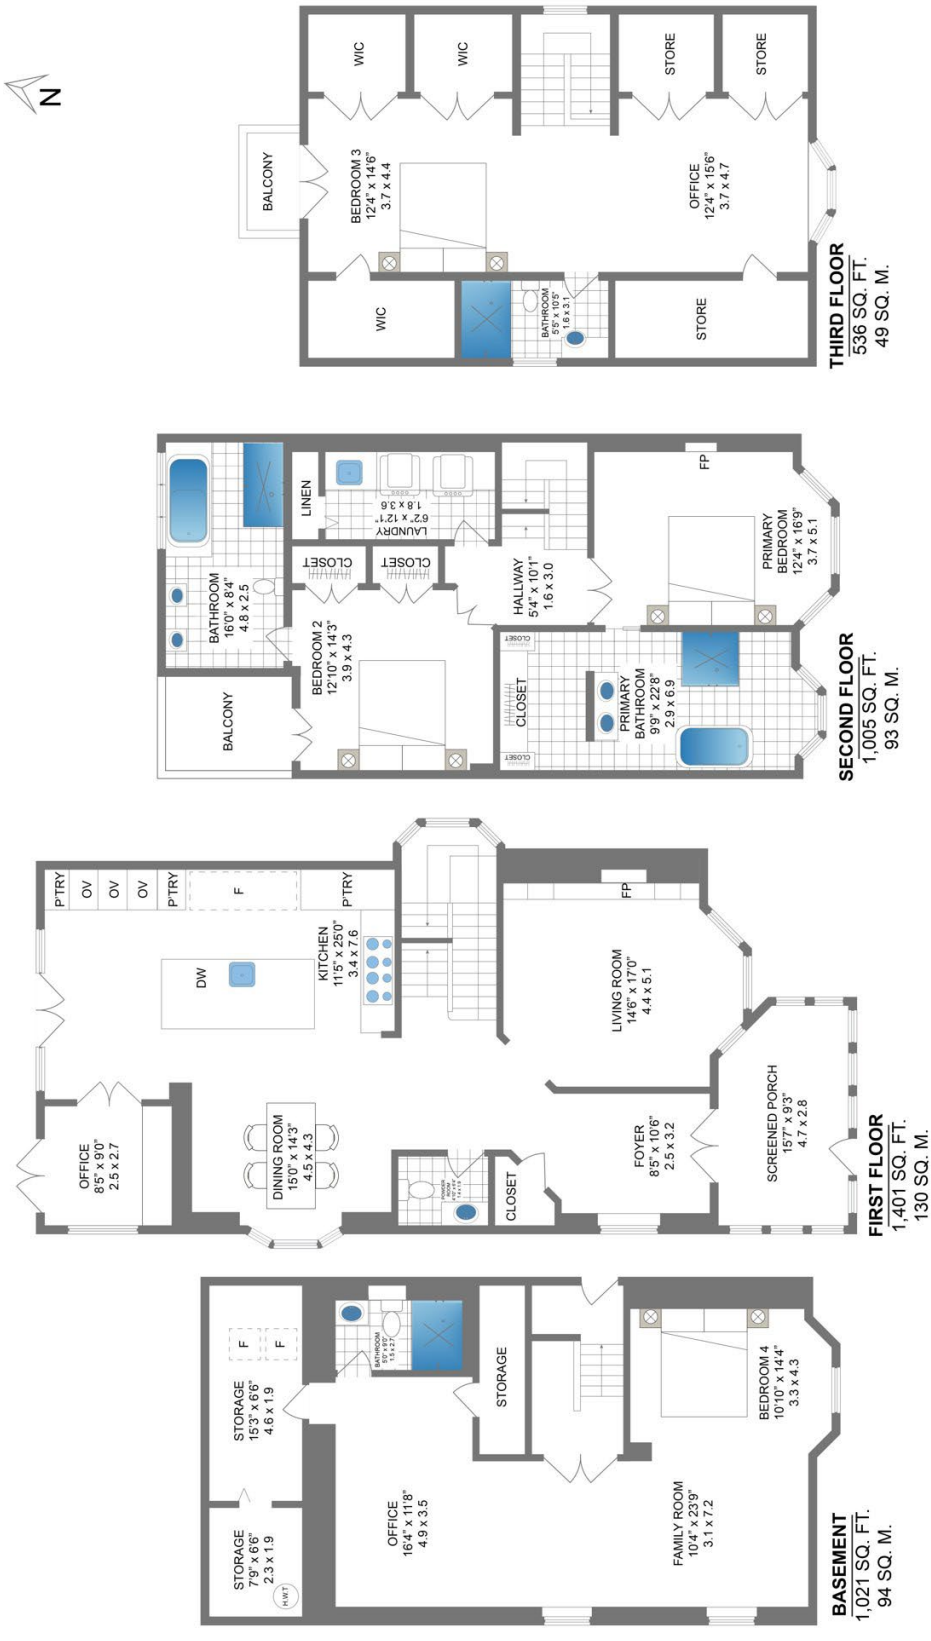 BASEMENT
1,021 SQ. FT.
94 SQ. M.
STORAGE
7'9" x 6'6"
2.3 x 1.9
H.W.T
STORAGE
15'3" x 6'6"
4.6 x 1.9
F
F
OFFICE
16'4" x 11'8"
4.9 x 3.5
BATHROOM
5'0" x 9'0"
1.5 x 2.7
STORAGE
FAMILY ROOM
10'4" x 23'9"
3.1 x 7.2
BEDROOM 4
10'10" x 14'4"
3.3 x 4.3
FIRST FLOOR
1,401 SQ. FT.
130 SQ. M.
OFFICE
8'5" x 9'0"
2.5 x 2.7
DINING ROOM
15'0" x 14'3"
4.5 x 4.3
KITCHEN
11'5" x 25'0"
3.4 x 7.6
DW
P'TRY
OV
OV
OV
P'TRY
F
P'TRY
POWDER
ROOM
CLOSET
FOYER
8'5" x 10'6"
2.5 x 3.2
LIVING ROOM
14'6" x 17'0"
4.4 x 5.1
FP
SCREENED PORCH
15'7" x 9'3"
4.7 x 2.8
SECOND FLOOR
1,005 SQ. FT.
93 SQ. M.
BALCONY
BATHROOM
16'0" x 8'4"
4.8 x 2.5
BEDROOM 2
12'10" x 14'3"
3.9 x 4.3
CLOSET
CLOSET
LINEN
LAUNDRY
6'2" x 12'1"
1.8 x 3.6
HALLWAY
5'4" x 10'1"
1.6 x 3.0
CLOSET
CLOSET
CLOSET
PRIMARY
BATHROOM
9'9" x 22'8"
2.9 x 6.9
PRIMARY
BEDROOM
12'4" x 16'9"
3.7 x 5.1
FP
THIRD FLOOR
536 SQ. FT.
49 SQ. M.
BALCONY
WIC
BEDROOM 3
12'4" x 14'6"
3.7 x 4.4
WIC
WIC
BATHROOM
5'5" x 10'5"
1.6 x 3.1
STORE
OFFICE
12'4" x 15'6"
3.7 x 4.7
STORE
STORE
N